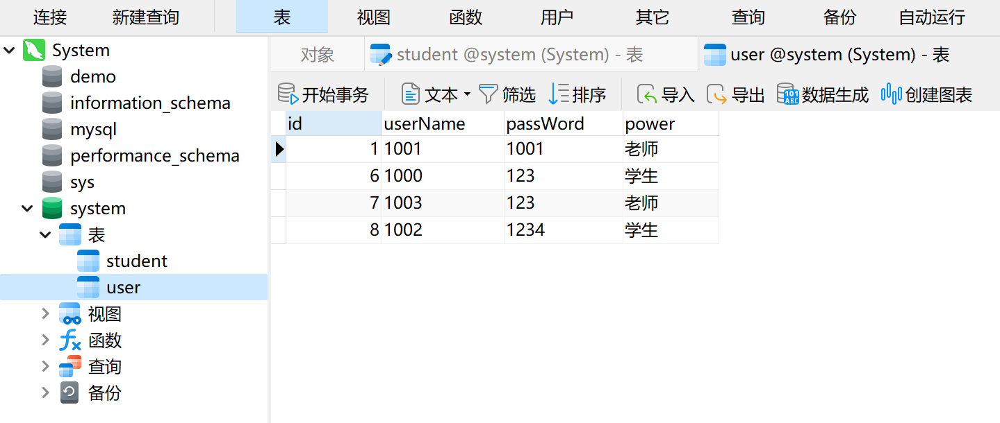 连接 新建查询 表 视图 函数 用户 其它 查询 备份 自动运行
System
demo
information_schema
mysql
performance_schema
sys
system
表
student
user
视图
函数
查询
备份
对象 student @system (System) - 表 user @system (System) - 表
开始事务 文本 筛选 排序 导入 导出 数据生成 创建图表
id userName passWord power
1 1001 1001 老师
6 1000 123 学生
7 1003 123 老师
8 1002 1234 学生